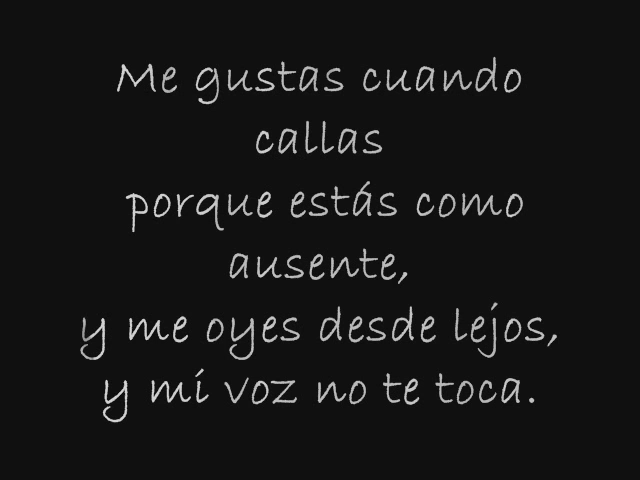 Me gustas cuando
callas
porque estás como
ausente,
y me oyes desde lejos,
y mi voz no te toca.